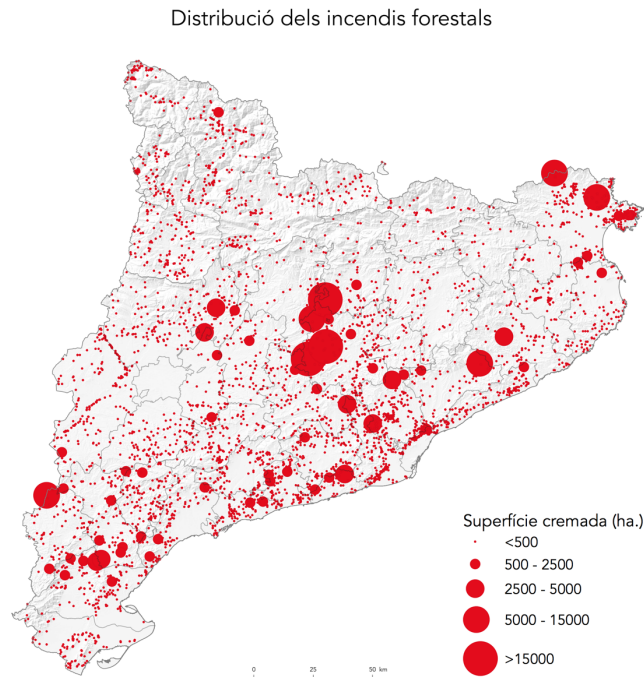 Distribució dels incendis forestals
Superfície cremada (ha.)
<500
500 - 2500
2500 - 5000
5000 - 15000
>15000
0 25 50 km